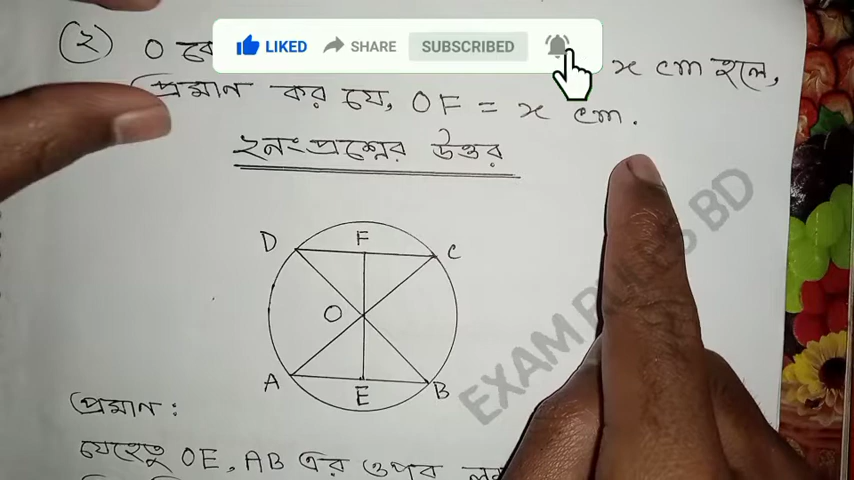 (২) O
LIKED SHARE SUBSCRIBED
x cm হলে,
প্রমাণ কর যে, OF = x cm.
২নং প্রশ্নের উত্তর
D F C
O
A E B
EXAM BD
প্রমাণ:
যেহেতু OE, AB এর ওপর